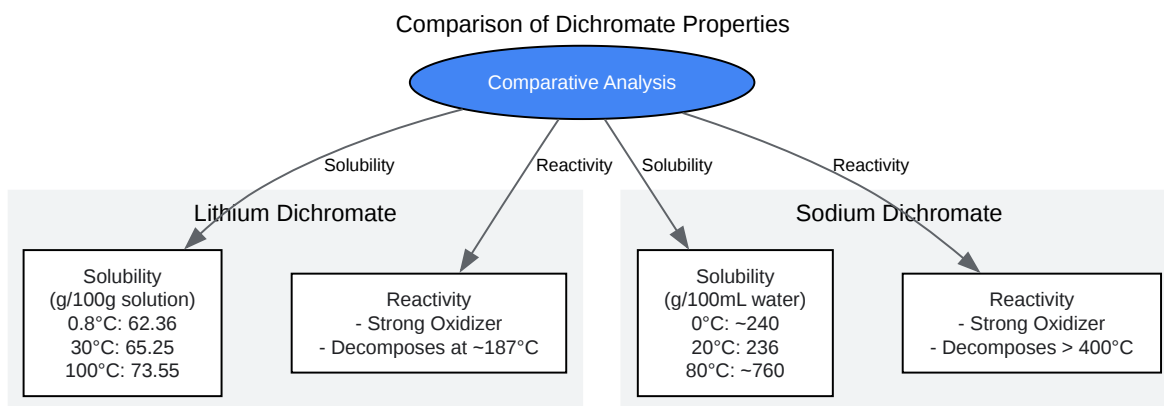 Comparison of Dichromate Properties
Comparative Analysis
Solubility
Reactivity
Solubility
Reactivity
Lithium Dichromate
Solubility
(g/100g solution)
0.8°C: 62.36
30°C: 65.25
100°C: 73.55
Reactivity
- Strong Oxidizer
- Decomposes at ~187°C
Sodium Dichromate
Solubility
(g/100mL water)
0°C: ~240
20°C: 236
80°C: ~760
Reactivity
- Strong Oxidizer
- Decomposes > 400°C